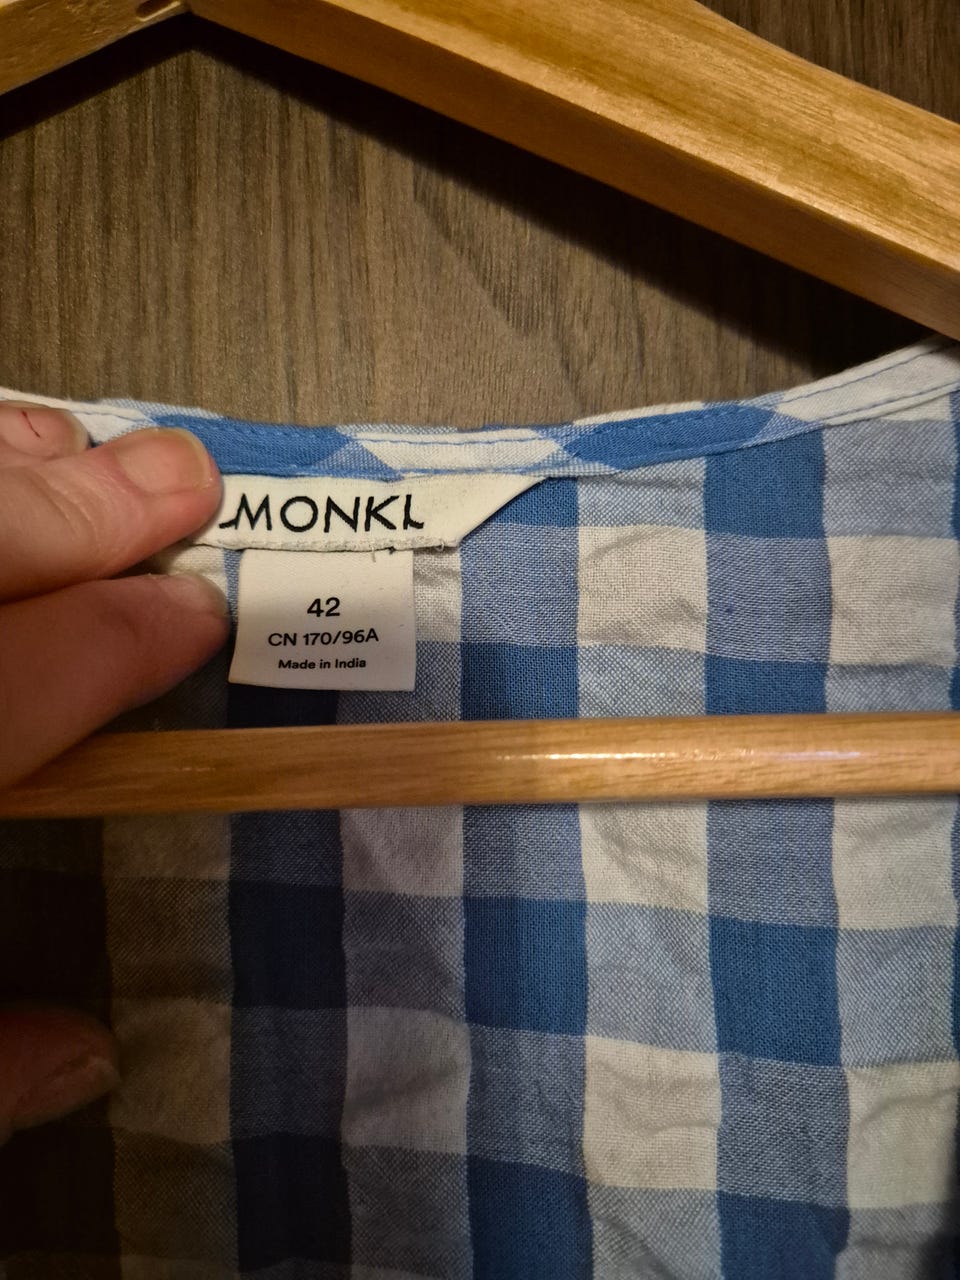 MONKI
42
CN 170/96A
Made in India